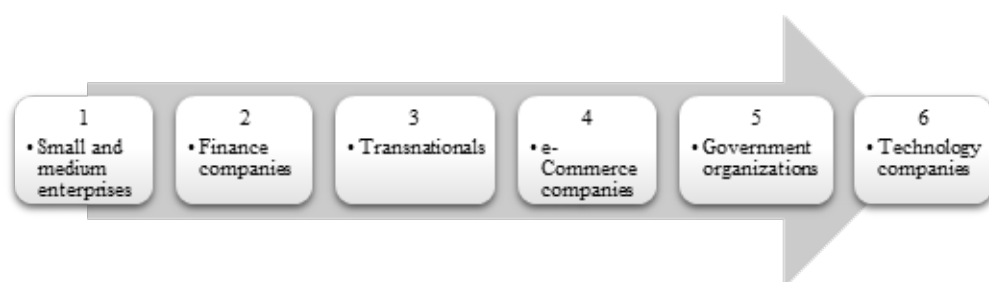 1
• Small and
medium
enterprises
2
• Finance
companies
3
• Transnationals
4
• e-
Commerce
companies
5
• Government
organizations
6
• Technology
companies